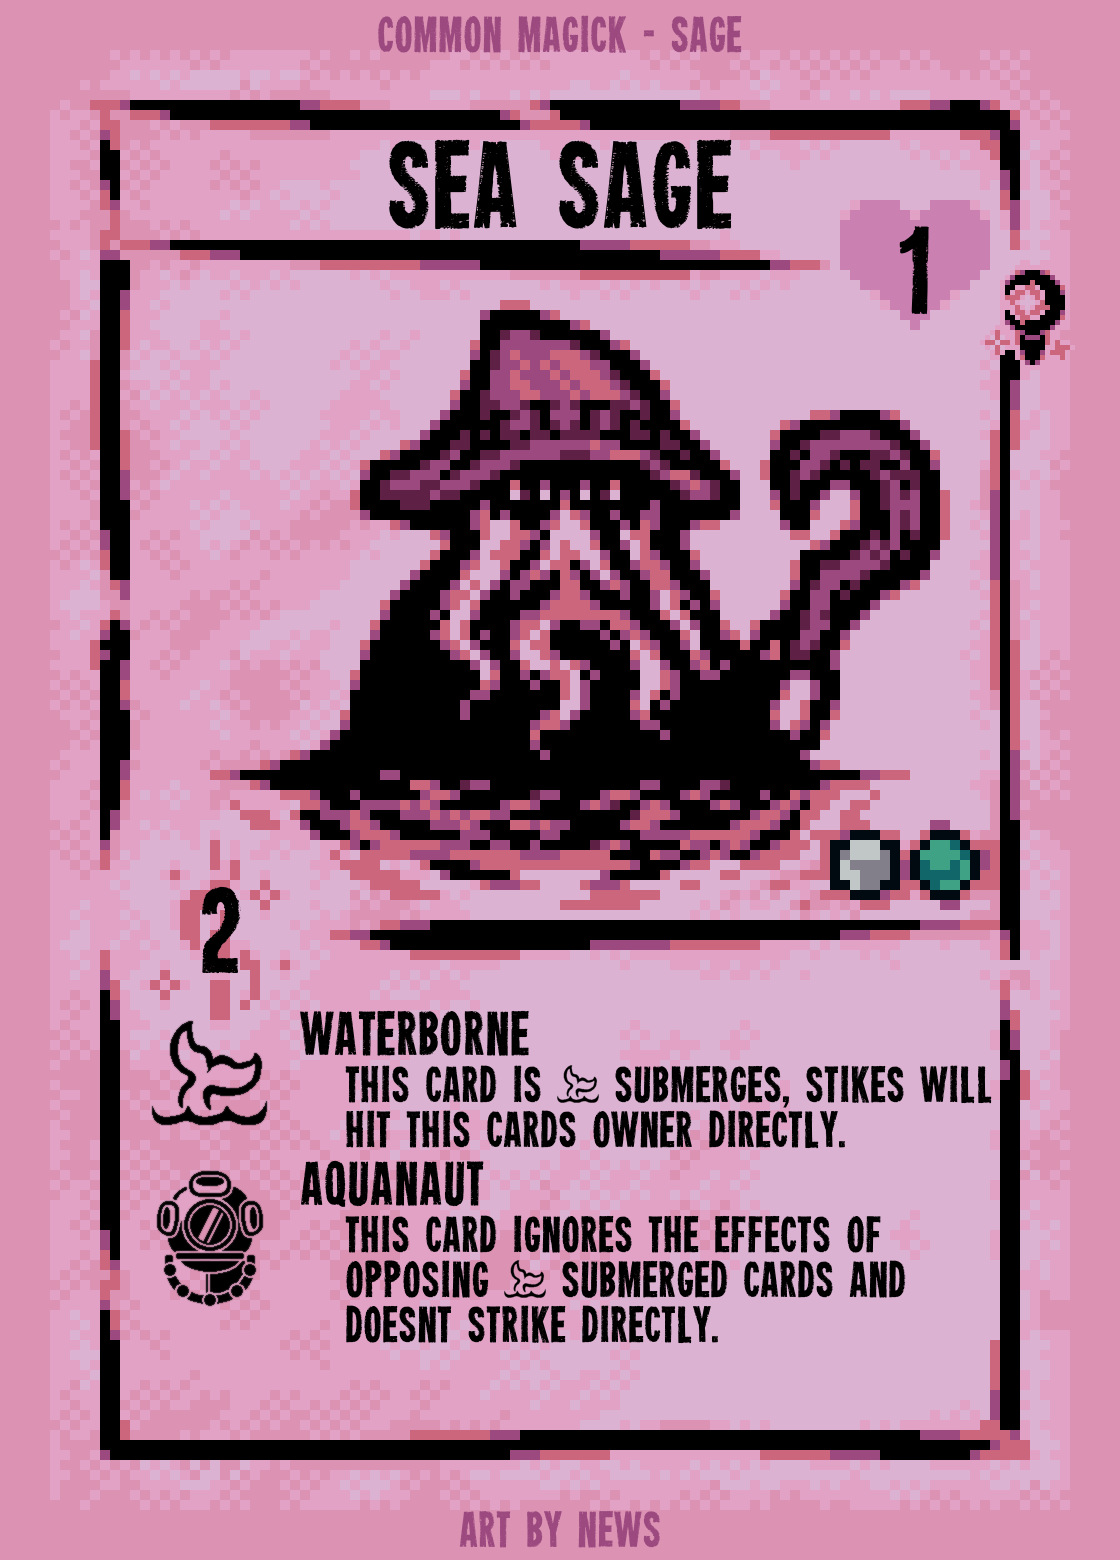 COMMON MAGICK - SAGE
SEA SAGE
1
2
WATERBORNE
THIS CARD IS SUBMERGES, STIKES WILL
HIT THIS CARDS OWNER DIRECTLY.
AQUANAUT
THIS CARD IGNORES THE EFFECTS OF
OPPOSING SUBMERGED CARDS AND
DOESNT STRIKE DIRECTLY.
ART BY NEWS